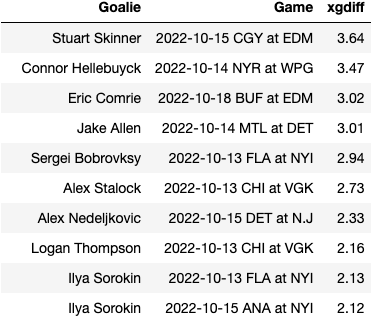 Goalie Game xgdiff
Stuart Skinner 2022-10-15 CGY at EDM 3.64
Connor Hellebuyck 2022-10-14 NYR at WPG 3.47
Eric Comrie 2022-10-18 BUF at EDM 3.02
Jake Allen 2022-10-14 MTL at DET 3.01
Sergei Bobrovksy 2022-10-13 FLA at NYI 2.94
Alex Stalock 2022-10-13 CHI at VGK 2.73
Alex Nedeljkovic 2022-10-15 DET at N.J 2.33
Logan Thompson 2022-10-13 CHI at VGK 2.16
Ilya Sorokin 2022-10-13 FLA at NYI 2.13
Ilya Sorokin 2022-10-15 ANA at NYI 2.12